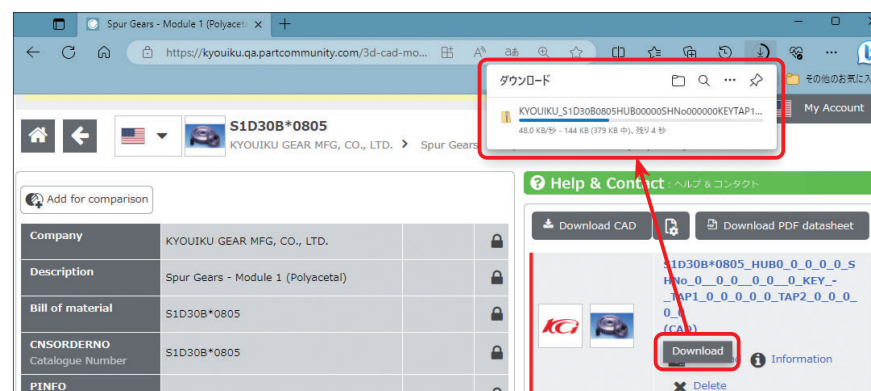 Spur Gears - Module 1 (Polyaceta
https://kyouiku.qa.partcommunity.com/3d-cad-mo...
ダウンロード
その他のお気に入
KYOUIKU_S1D30B0805HUB00000SHNo000000KEYTAP1...
48.0 KB/秒 - 144 KB (379 KB 中)、残り 4 秒
My Account
S1D30B*0805
KYOUIKU GEAR MFG, CO., LTD. > Spur Gears
Help & Contact : ヘルプ & コンタクト
Add for comparison
Download CAD
Download PDF datasheet
Company
KYOUIKU GEAR MFG, CO., LTD.
Description
Spur Gears - Module 1 (Polyacetal)
Bill of material
S1D30B*0805
CNSORDERNO
Catalogue Number
S1D30B*0805
PINFO
S1D30B*0805_HUB0_0_0_0_0_S
HNo_0__0_0__0_0__0_KEY_-
_TAP1_0_0_0_0_0_TAP2_0_0_0_
0_0
(CAD)
KCI
Download
Information
Delete